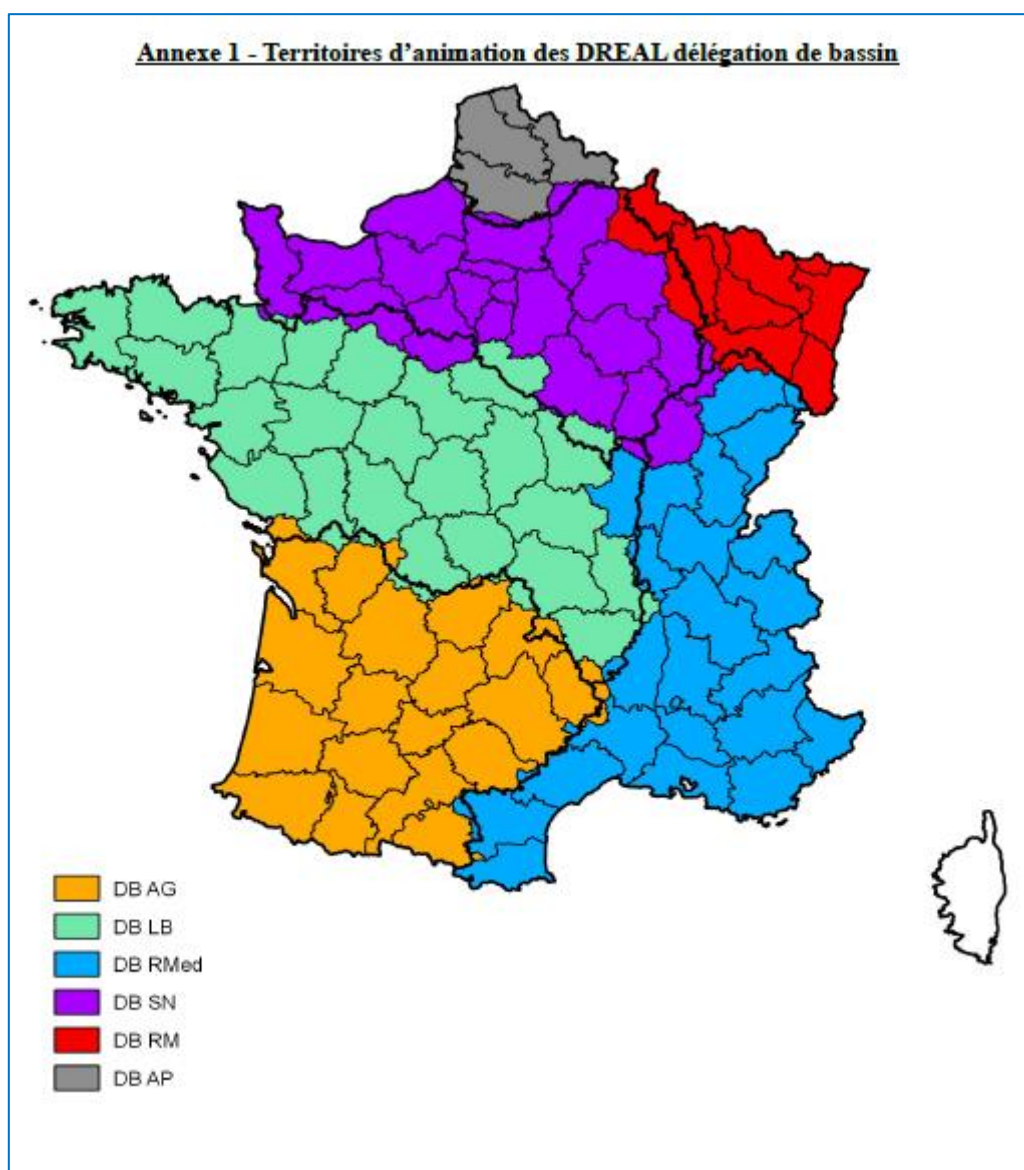 Annexe 1 - Territoires d’animation des DREAL délégation de bassin
DB AG
DB LB
DB RMed
DB SN
DB RM
DB AP